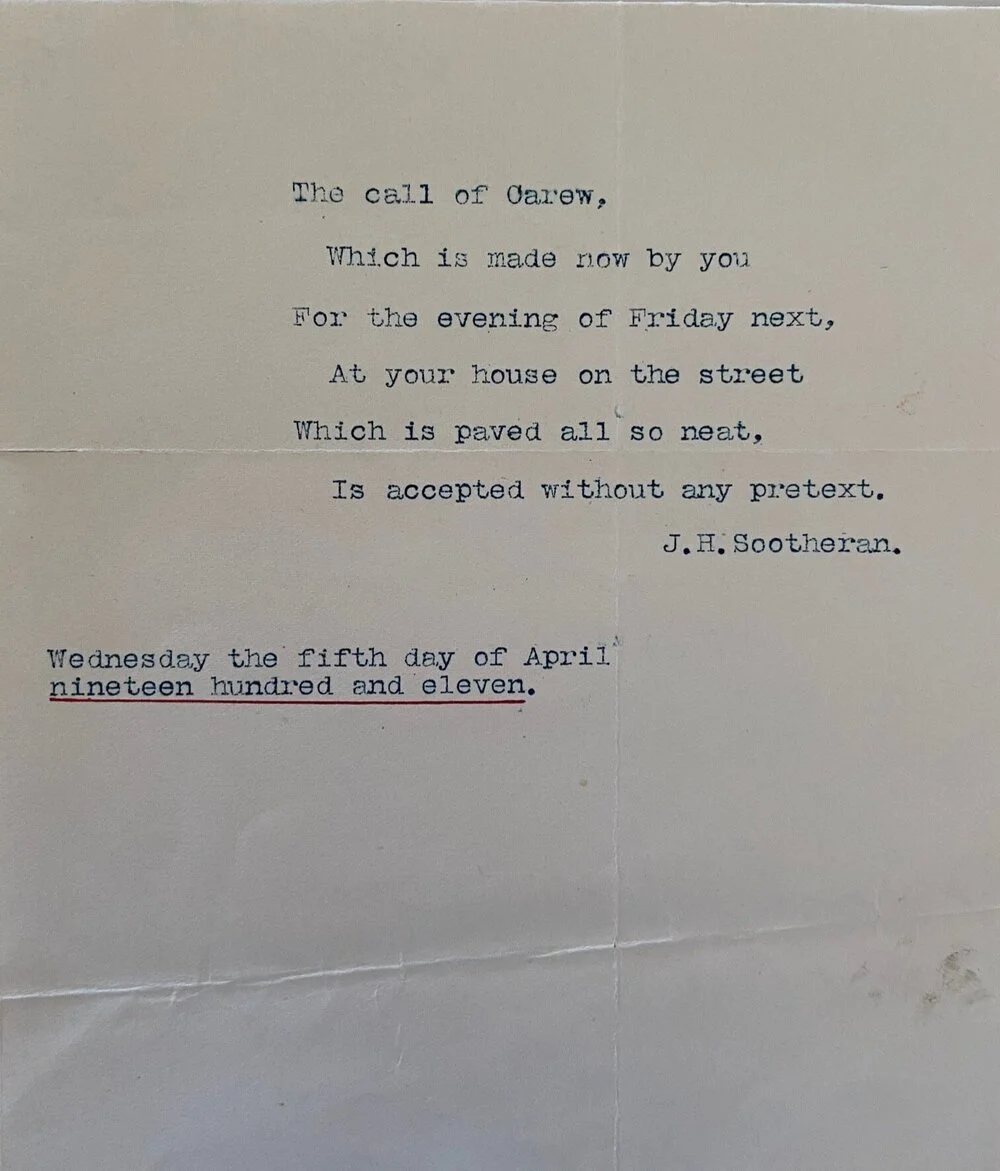 The call of Carew,
Which is made now by you
For the evening of Friday next,
At your house on the street
Which is paved all so neat,
Is accepted without any pretext.
J.H.Sootheran.
Wednesday the fifth day of April
nineteen hundred and eleven.